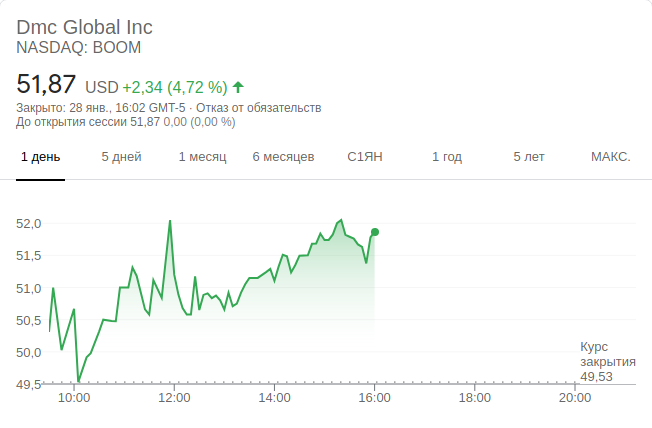 Dmc Global Inc
NASDAQ: BOOM
51,87 USD +2,34 (4,72 %)
Закрыто: 28 янв., 16:02 GMT-5 · Отказ от обязательств
До открытия сессии 51,87 0,00 (0,00 %)
1 день 5 дней 1 месяц 6 месяцев С1ЯН 1 год 5 лет МАКС.
52,0
51,5
51,0
50,5
50,0
49,5
Курс
закрытия
49,53
10:00 12:00 14:00 16:00 18:00 20:00